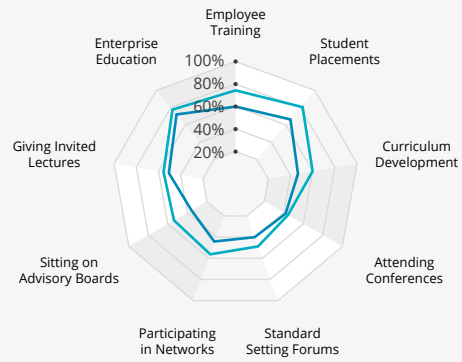 Employee
Training
Enterprise
Education
Student
Placements
100%
80%
60%
40%
20%
Giving Invited
Lectures
Curriculum
Development
Sitting on
Advisory Boards
Attending
Conferences
Participating
in Networks
Standard
Setting Forums